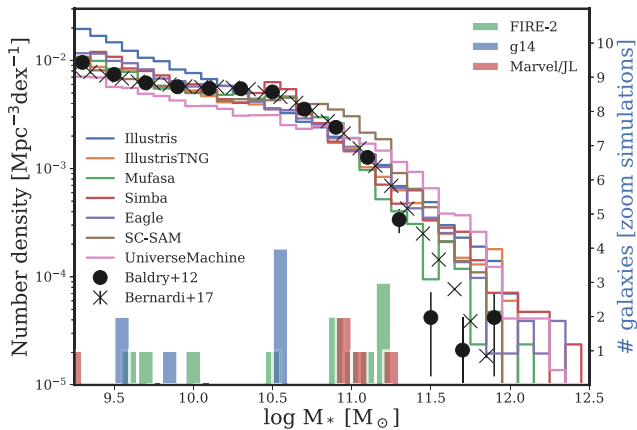 FIRE-2
g14
Marvel/JL
Illustris
IllustrisTNG
Mufasa
Simba
Eagle
SC-SAM
UniverseMachine
Baldry+12
Bernardi+17
Number density [Mpc⁻³dex⁻¹]
10⁻²
10⁻³
10⁻⁴
10⁻⁵
# galaxies [zoom simulations]
10
9
8
7
6
5
4
3
2
1
9.5 10.0 10.5 11.0 11.5 12.0 12.5
log M* [M⊙]